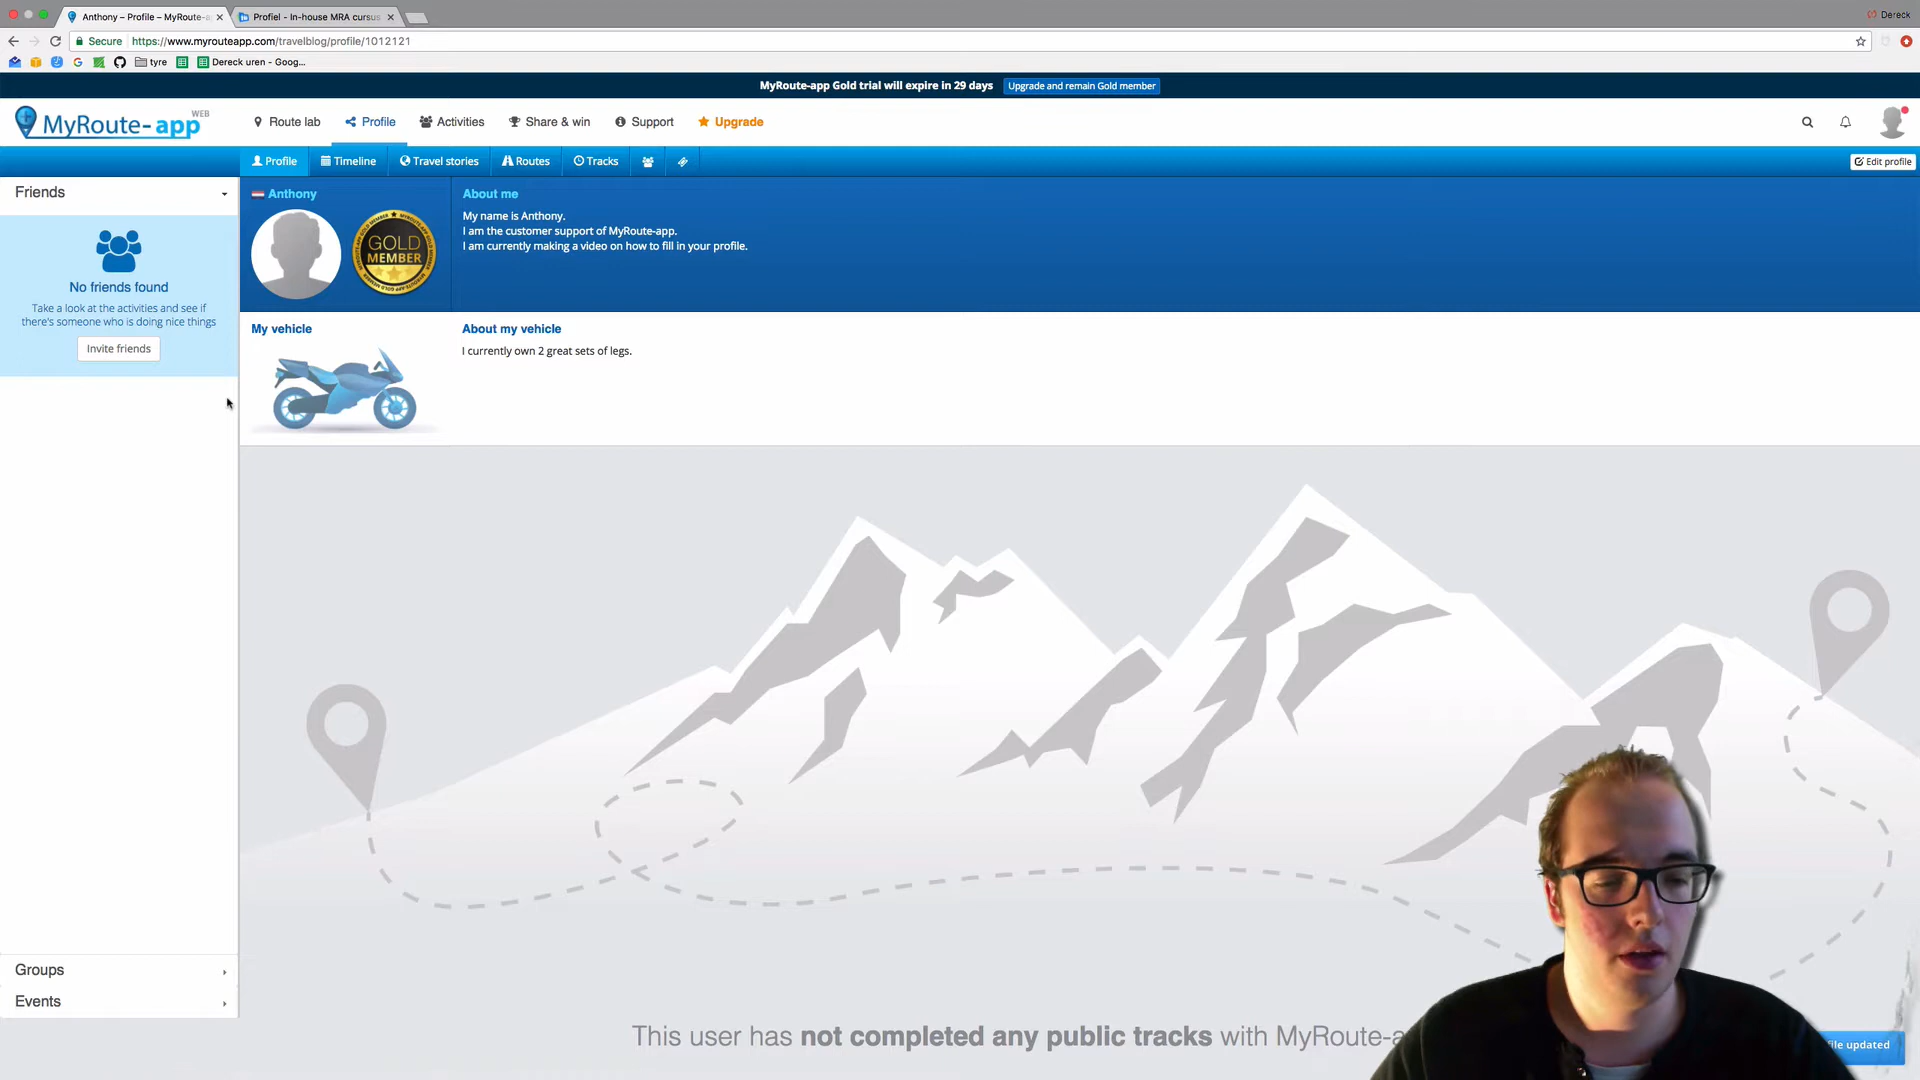 Anthony – Profile – MyRoute-a
Profiel - In-house MRA cursus
Dereck
Secure
https://www.myrouteapp.com/travelblog/profile/1012121
tyre
Dereck uren - Goog...
MyRoute-app Gold trial will expire in 29 days
Upgrade and remain Gold member
MyRoute-app WEB
Route lab
Profile
Activities
Share & win
Support
Upgrade
Profile
Timeline
Travel stories
Routes
Tracks
Edit profile
Friends
No friends found
Take a look at the activities and see if
there's someone who is doing nice things
Invite friends
Anthony
GOLD
MEMBER
About me
My name is Anthony.
I am the customer support of MyRoute-app.
I am currently making a video on how to fill in your profile.
My vehicle
About my vehicle
I currently own 2 great sets of legs.
Groups
Events
This user has not completed any public tracks with MyRoute-a
file updated